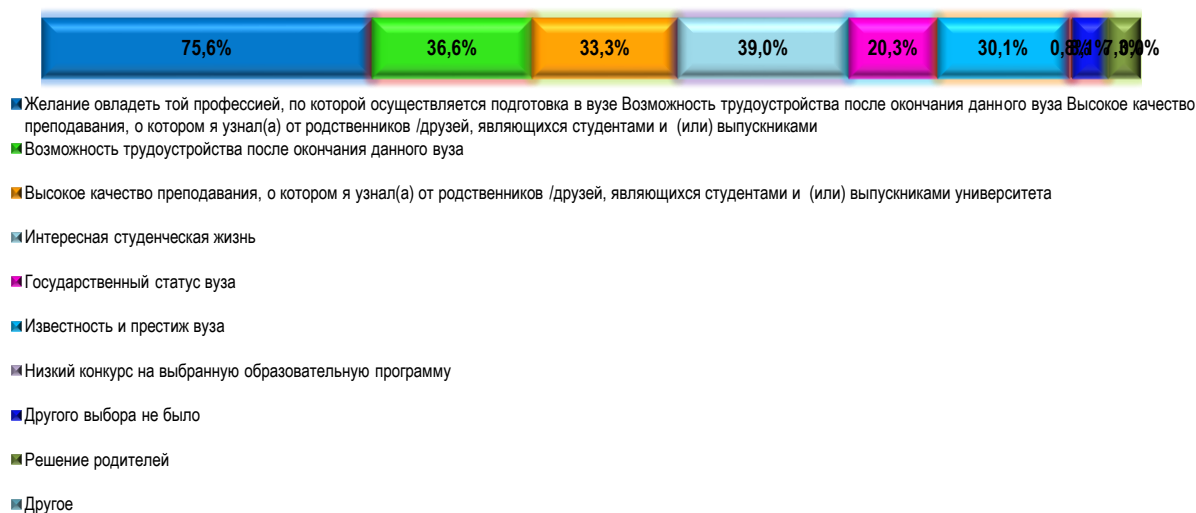 75,6% 36,6% 33,3% 39,0% 20,3% 30,1%
Желание овладеть той профессией, по которой осуществляется подготовка в вузе Возможность трудоустройства после окончания данного вуза Высокое качество
преподавания, о котором я узнал(а) от родственников /друзей, являющихся студентами и (или) выпускниками
Возможность трудоустройства после окончания данного вуза
Высокое качество преподавания, о котором я узнал(а) от родственников /друзей, являющихся студентами и (или) выпускниками университета
Интересная студенческая жизнь
Государственный статус вуза
Известность и престиж вуза
Низкий конкурс на выбранную образовательную программу
Другого выбора не было
Решение родителей
Другое